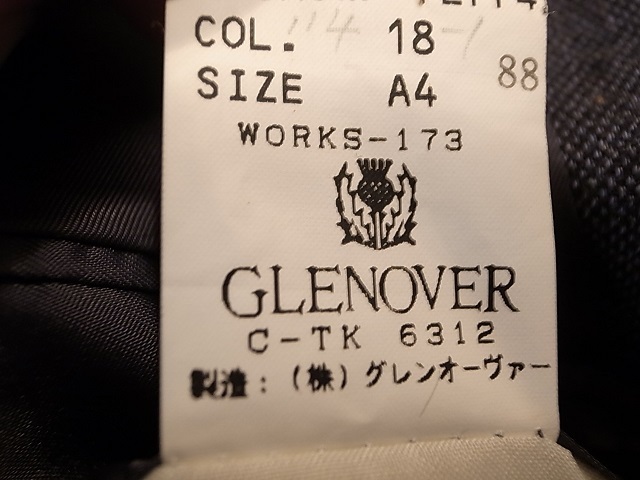 COL. 18
SIZE A4 88
WORKS-173
GLENOVER
C-TK 6312
製造：(株)グレンオーヴァー